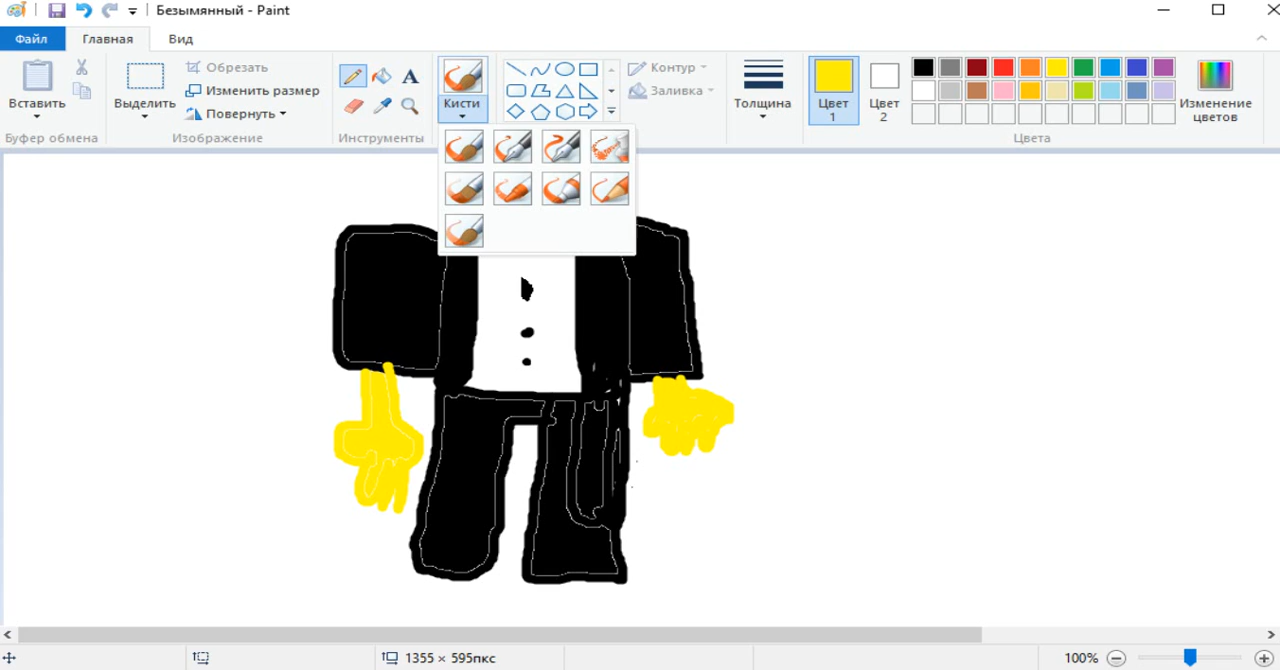 Безымянный - Paint
Файл
Главная
Вид
Вставить
Буфер обмена
Выделить
Обрезать
Изменить размер
Повернуть
Изображение
A
Инструменты
Кисти
Контур
Заливка
Толщина
Цвет
1
Цвет
2
Изменение
цветов
Цвета
1355 × 595пкс
100%